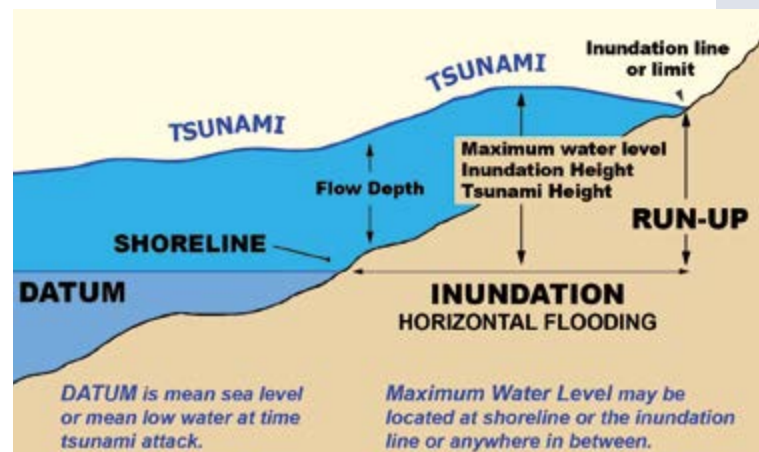 Inundation line
or limit
TSUNAMI
TSUNAMI
Maximum water level
Inundation Height
Tsunami Height
Flow Depth
RUN-UP
SHORELINE
DATUM
INUNDATION
HORIZONTAL FLOODING
DATUM is mean sea level
or mean low water at time
tsunami attack.
Maximum Water Level may be
located at shoreline or the inundation
line or anywhere in between.